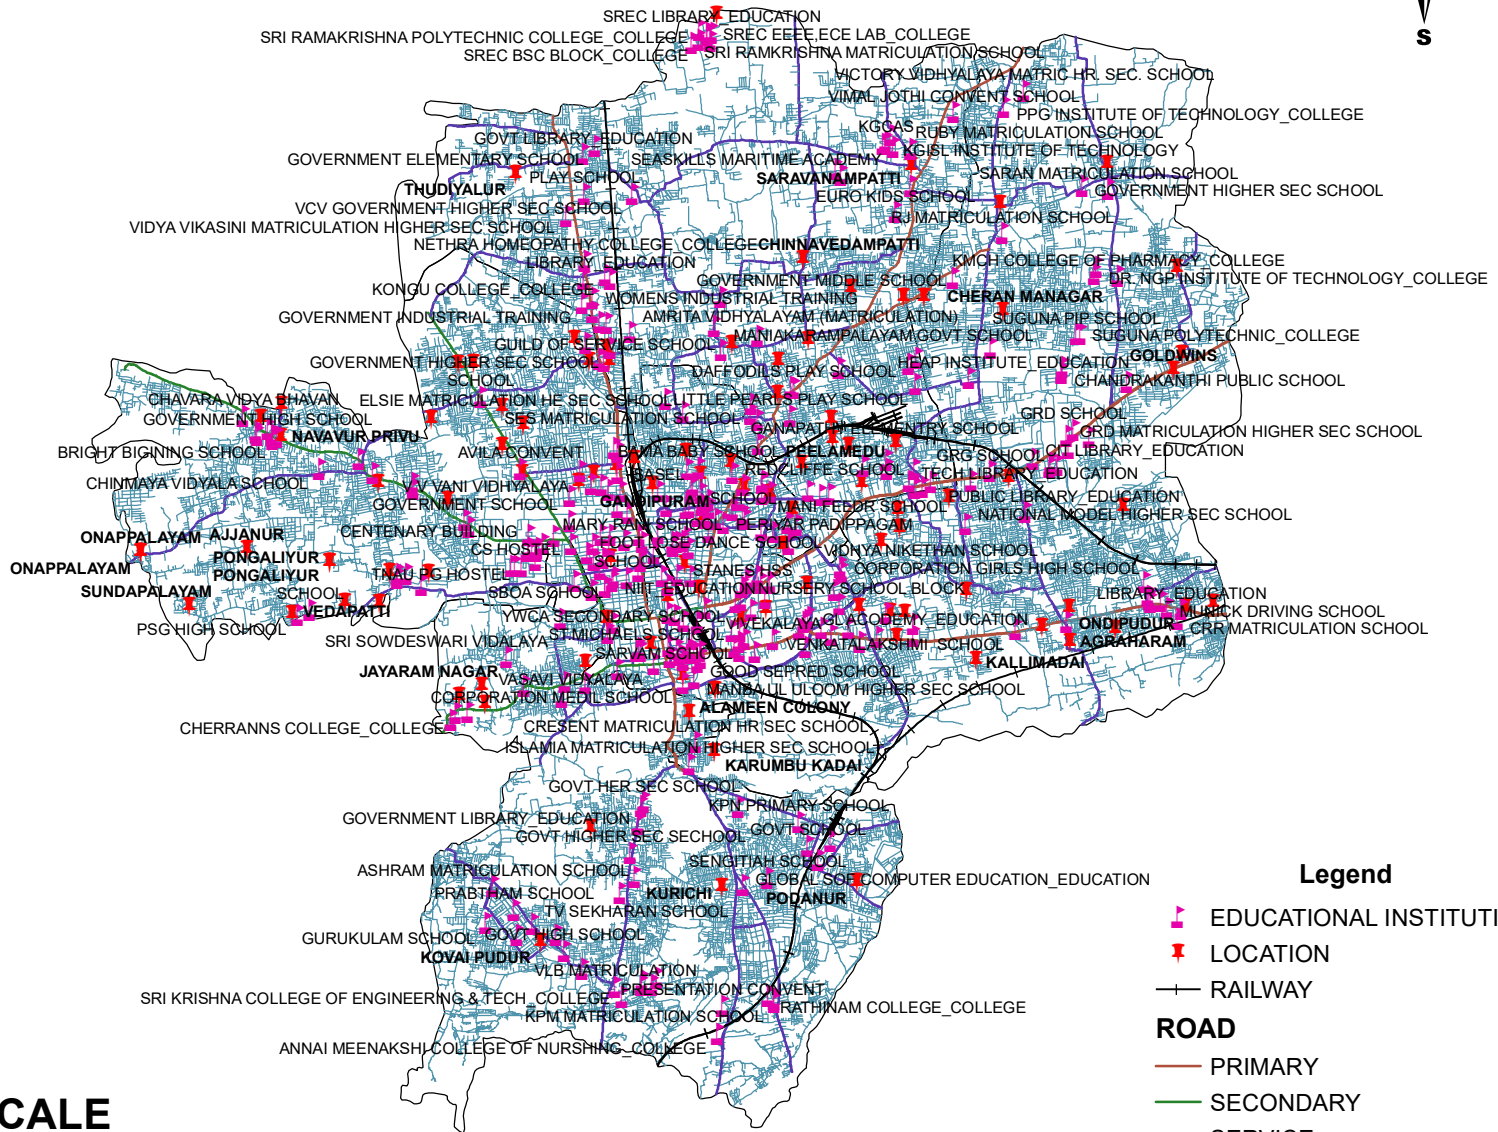 S
SREC LIBRARY_EDUCATION
SRI RAMAKRISHNA POLYTECHNIC COLLEGE_COLLEGE
SREC EEEE,ECE LAB_COLLEGE
SREC BSC BLOCK_COLLEGE
SRI RAMKRISHNA MATRICULATION SCHOOL
VICTORY VIDHYALAYA MATRIC HR. SEC. SCHOOL
VIMAL JOTHI CONVENT SCHOOL
PPG INSTITUTE OF TECHNOLOGY_COLLEGE
KGCAS
RUBY MATRICULATION SCHOOL
GOVT LIBRARY_EDUCATION
KGISL INSTITUTE OF TECHNOLOGY
GOVERNMENT ELEMENTARY SCHOOL
SEASKILLS MARITIME ACADEMY
PLAY SCHOOL
SARAVANAMPATTI
SARAN MATRICULATION SCHOOL
THUDIYALUR
EURO KIDS SCHOOL
GOVERNMENT HIGHER SEC SCHOOL
VCV GOVERNMENT HIGHER SEC SCHOOL
RJ MATRICULATION SCHOOL
VIDYA VIKASINI MATRICULATION HIGHER SEC SCHOOL
NETHRA HOMEOPATHY COLLEGE_COLLEGE
CHINNAVEDAMPATTI
LIBRARY_EDUCATION
KMCH COLLEGE OF PHARMACY_COLLEGE
GOVERNMENT MIDDLE SCHOOL
DR. NGP INSTITUTE OF TECHNOLOGY_COLLEGE
KONGU COLLEGE_COLLEGE
WOMENS INDUSTRIAL TRAINING
CHERAN MANAGAR
GOVERNMENT INDUSTRIAL TRAINING
AMRITA VIDHYALAYAM (MATRICULATION)
SUGUNA PIP SCHOOL
MANIAKARAMPALAYAM GOVT SCHOOL
SUGUNA POLYTECHNIC_COLLEGE
GUILD OF SERVICE SCHOOL
GOLDWINS
GOVERNMENT HIGHER SEC SCHOOL
HEAP INSTITUTE_EDUCATION
SCHOOL
DAFFODILS PLAY SCHOOL
CHANDRAKANTHI PUBLIC SCHOOL
CHAVARA VIDYA BHAVAN
ELSIE MATRICULATION HE SEC SCHOOL
LITTLE PEARLS PLAY SCHOOL
GOVERNMENT HIGH SCHOOL
SES MATRICULATION SCHOOL
GRD SCHOOL
GANAPATHY ELEMENTRY SCHOOL
GRD MATRICULATION HIGHER SEC SCHOOL
NAVAVUR PRIVU
BRIGHT BIGINING SCHOOL
AVILA CONVENT
BAMA BABY SCHOOL
PEELAMEDU
GRG SCHOOL
CIT LIBRARY_EDUCATION
CHINMAYA VIDYALA SCHOOL
V.V VANI VIDHYALAYA
BASEL
REDCLIFFE SCHOOL
TECH LIBRARY_EDUCATION
GOVERNMENT SCHOOL
GANDIPURAM
SCHOOL
MANI FEEDR SCHOOL
PUBLIC LIBRARY_EDUCATION
NATIONAL MODEL HIGHER SEC SCHOOL
ONAPPALAYAM
AJJANUR
CENTENARY BUILDING
MARY RANI SCHOOL
PERIYAR PADIPPAGAM
PONGALIYUR
CS HOSTEL
FOOT LOSE DANCE SCHOOL
VIDHYA NIKETHAN SCHOOL
ONAPPALAYAM
PONGALIYUR
TNAU PG HOSTEL
SCHOOL
STANES HSS
CORPORATION GIRLS HIGH SCHOOL
SUNDAPALAYAM
SCHOOL
SBOA SCHOOL
NIIT_EDUCATION
NURSERY SCHOOL BLOCK
LIBRARY_EDUCATION
VEDAPATTI
YWCA SECONDARY SCHOOL
VIVEKALAYA
GL ACODEMY_EDUCATION
ONDIPUDUR
MUNICK DRIVING SCHOOL
PSG HIGH SCHOOL
SRI SOWDESWARI VIDALAYA
ST.MICHAELS SCHOOL
VENKATALAKSHMI SCHOOL
AGRAHARAM
CRR MATRICULATION SCHOOL
SARVAM SCHOOL
KALLIMADAI
JAYARAM NAGAR
VASAVI VIDYALAYA
GOOD SEPRED SCHOOL
CORPORATION MEDIL SCHOOL
MANBA UL ULOOM HIGHER SEC SCHOOL
ALAMEEN COLONY
CHERRANNS COLLEGE_COLLEGE
CRESENT MATRICULATION HR SEC SCHOOL
ISLAMIA MATRICULATION HIGHER SEC SCHOOL
KARUMBU KADAI
GOVT HER SEC SCHOOL
KPN PRIMARY SCHOOL
GOVERNMENT LIBRARY_EDUCATION
GOVT HIGHER SEC SECHOOL
GOVT SCHOOL
SENGITIAH SCHOOL
ASHRAM MATRICULATION SCHOOL
GLOBAL SOF COMPUTER EDUCATION_EDUCATION
PRABTHAM SCHOOL
KURICHI
PODANUR
TV SEKHARAN SCHOOL
GURUKULAM SCHOOL
GOVT HIGH SCHOOL
KOVAI PUDUR
VLB MATRICULATION
PRESENTATION CONVENT
SRI KRISHNA COLLEGE OF ENGINEERING & TECH_COLLEGE
RATHINAM COLLEGE_COLLEGE
KPM MATRICULATION SCHOOL
ANNAI MEENAKSHI COLLEGE OF NURSHING_COLLEGE
Legend
EDUCATIONAL INSTITUTI
LOCATION
RAILWAY
ROAD
PRIMARY
SECONDARY
CALE